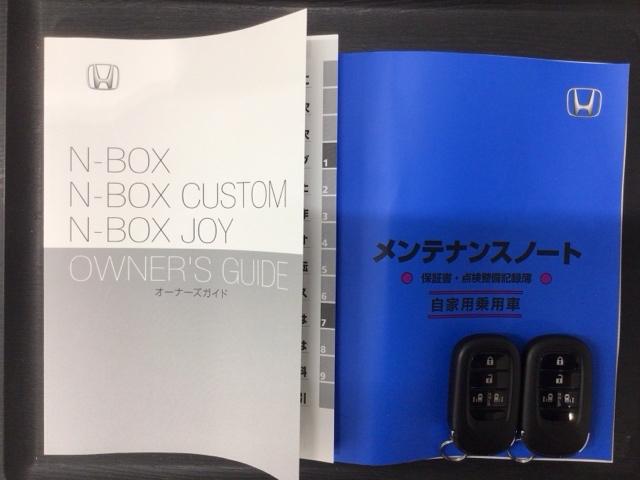 N-BOX
N-BOX CUSTOM
N-BOX JOY
OWNER'S GUIDE
オーナーズガイド
1
2
3
4
5
6
7
8
9
メンテナンスノート
保証書・点検整備記録簿
自家用乗用車